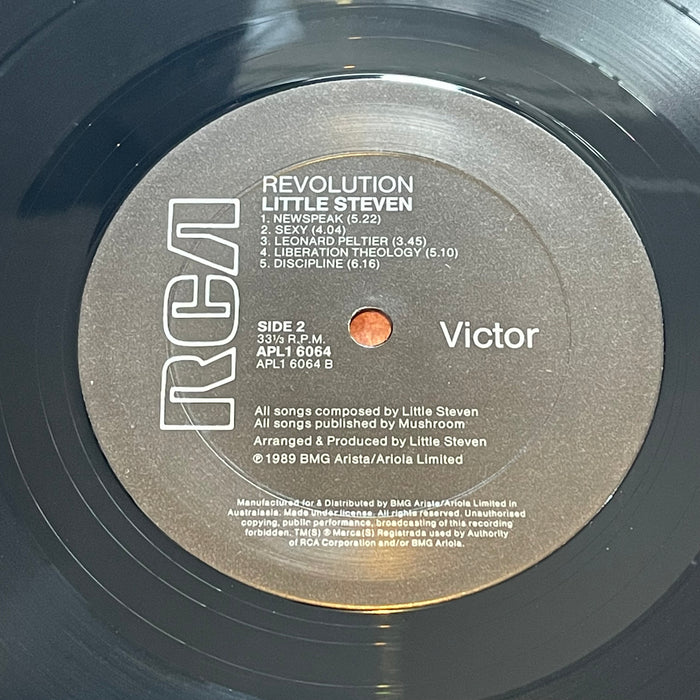 RCA
REVOLUTION
LITTLE STEVEN
1. NEWSPEAK (5.22)
2. SEXY (4.04)
3. LEONARD PELTIER (3.45)
4. LIBERATION THEOLOGY (5.10)
5. DISCIPLINE (6.16)
SIDE 2
33⅓ R.P.M.
APL1 6064
APL1 6064 B
Victor
All songs composed by Little Steven
All songs published by Mushroom
Arranged & Produced by Little Steven
℗ 1989 BMG Arista/Ariola Limited
Manufactured for & Distributed by BMG Arista/Ariola Limited in
Australasia. Made under license. All rights reserved. Unauthorised
copying, public performance, broadcasting of this recording
forbidden. TM(S) ® Marca(S) Registrada used by Authority
of RCA Corporation and/or BMG Ariola.